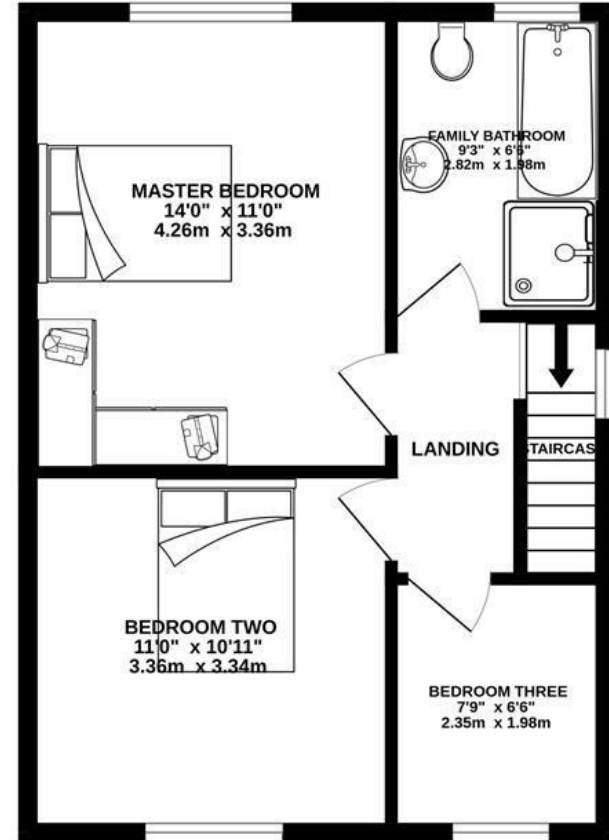 FAMILY BATHROOM
9'3" x 6'6"
2.82m x 1.98m
MASTER BEDROOM
14'0" x 11'0"
4.26m x 3.36m
LANDING
STAIRCASE
BEDROOM TWO
11'0" x 10'11"
3.36m x 3.34m
BEDROOM THREE
7'9" x 6'6"
2.35m x 1.98m